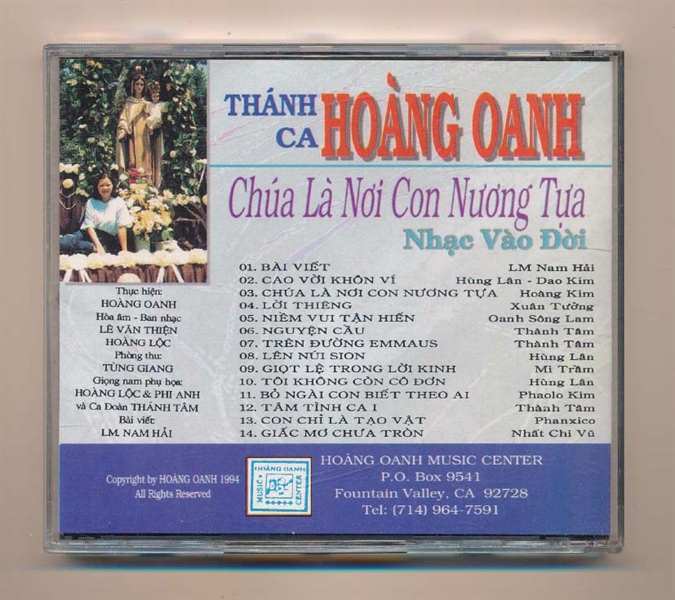 THÁNH CA HOÀNG OANH
Chúa Là Nơi Con Nương Tựa
Nhạc Vào Đời
01. BÀI VIẾT LM Nam Hải
02. CAO VỜI KHÔN VÍ Hùng Lân - Dao Kim
03. CHÚA LÀ NƠI CON NƯƠNG TỰA Hoàng Kim
04. LỜI THIÊNG Xuân Tưởng
05. NIỀM VUI TẬN HIẾN Oanh Sông Lam
06. NGUYỆN CẦU Thành Tâm
07. TRÊN ĐƯỜNG EMMAUS Thành Tâm
08. LÊN NÚI SION Hùng Lân
09. GIỌT LỆ TRONG LỜI KINH Mi Trầm
10. TÔI KHÔNG CÒN CÔ ĐƠN Hùng Lân
11. BỎ NGÀI CON BIẾT THEO AI Phaolo Kim
12. TÂM TÌNH CA I Thành Tâm
13. CON CHỈ LÀ TẠO VẬT Phanxico
14. GIẤC MƠ CHƯA TRÒN Nhất Chi Vũ
Thực hiện:
HOÀNG OANH
Hòa âm - Ban nhạc
LÊ VĂN THIỆN
HOÀNG LỘC
Phòng thu:
TÙNG GIANG
Giọng nam phụ họa:
HOÀNG LỘC & PHI ANH
và Ca Đoàn THÁNH TÂM
Bài viết:
LM. NAM HẢI
Copyright by HOÀNG OANH 1994
All Rights Reserved
HOÀNG OANH
MUSIC
CENTER
HOÀNG OANH MUSIC CENTER
P.O. Box 9541
Fountain Valley, CA 92728
Tel: (714) 964-7591